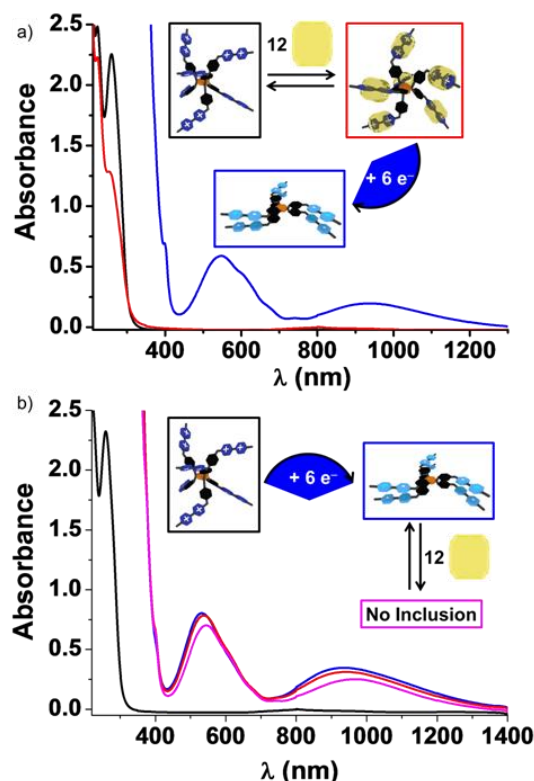 a)
2.5
2.0
1.5
1.0
0.5
0.0
Absorbance
12
+ 6 e⁻
400 600 800 1000 1200
λ (nm)
b)
2.5
2.0
1.5
1.0
0.5
0.0
Absorbance
+ 6 e⁻
12
No Inclusion
400 600 800 1000 1200 1400
λ (nm)